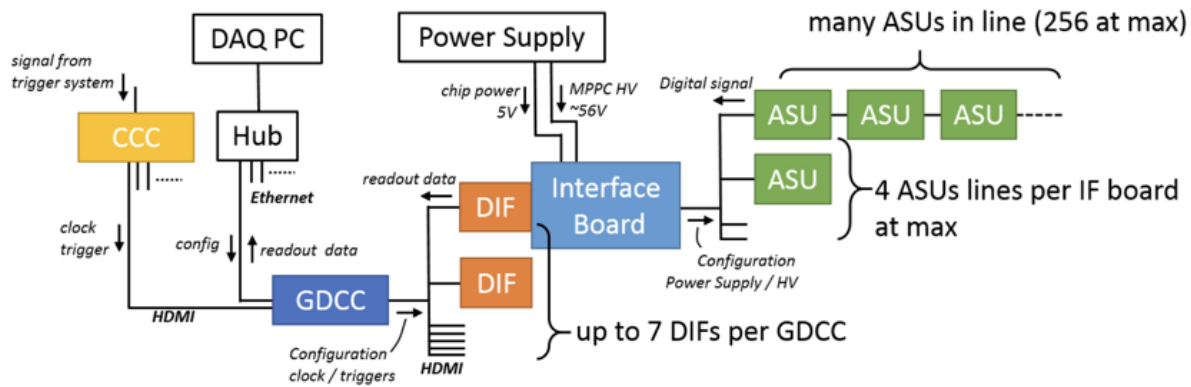 many ASUs in line (256 at max)
DAQ PC
Power Supply
signal from
trigger system
chip power
5V
MPPC HV
~56V
Digital signal
ASU
ASU
ASU
CCC
Hub
Ethernet
readout data
DIF
Interface
Board
ASU
4 ASUs lines per IF board
at max
clock
trigger
config
readout data
Configuration
Power Supply / HV
GDCC
DIF
HDMI
up to 7 DIFs per GDCC
Configuration
clock / triggers
HDMI